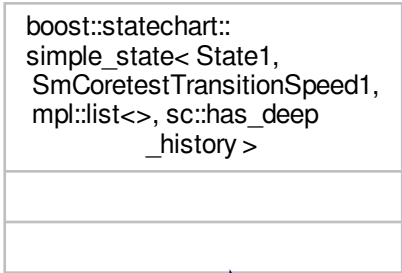 boost::statechart::
simple_state< State1,
SmCoretestTransitionSpeed1,
mpl::list<>, sc::has_deep
_history >